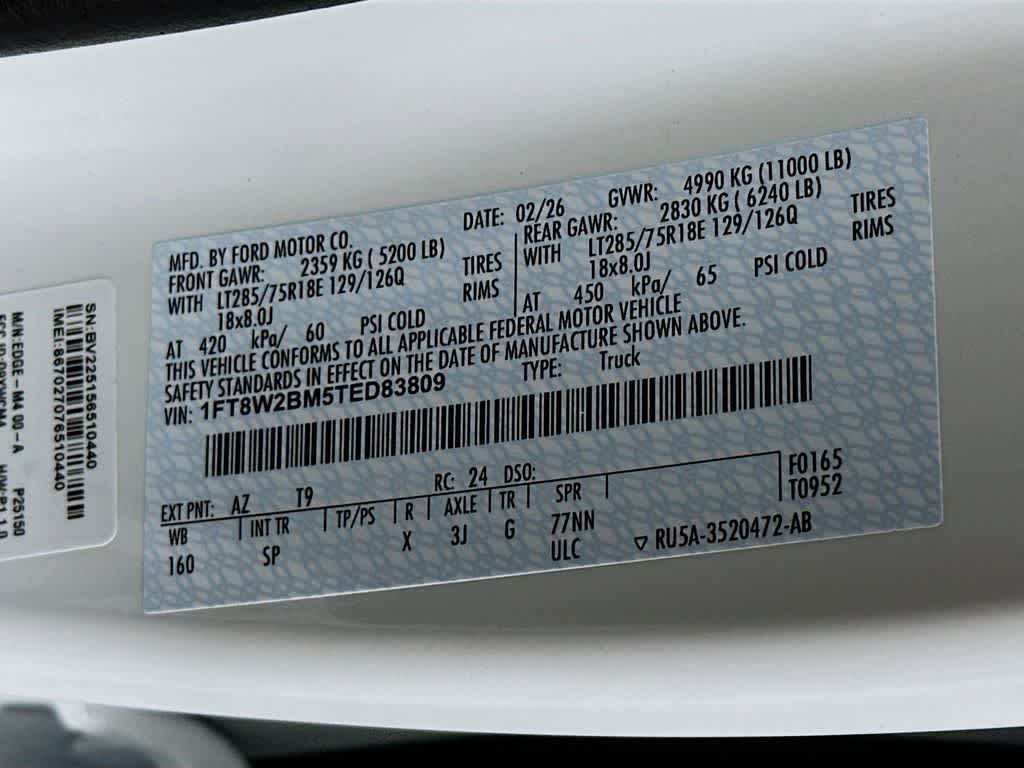 MFD. BY FORD MOTOR CO.
DATE: 02/26
GVWR: 4990 KG (11000 LB)
FRONT GAWR: 2359 KG ( 5200 LB)
WITH LT285/75R18E 129/126Q TIRES
18x8.0J RIMS
AT 420 kPa/ 60 PSI COLD
REAR GAWR: 2830 KG ( 6240 LB)
WITH LT285/75R18E 129/126Q TIRES
18x8.0J RIMS
AT 450 kPa/ 65 PSI COLD
THIS VEHICLE CONFORMS TO ALL APPLICABLE FEDERAL MOTOR VEHICLE
SAFETY STANDARDS IN EFFECT ON THE DATE OF MANUFACTURE SHOWN ABOVE.
VIN: 1FT8W2BM5TED83809
TYPE: Truck
EXT PNT: AZ T9 RC: 24 DSO:
WB INT TR TP/PS R AXLE TR SPR
160 SP X 3J G 77NN
ULC
F0165
T0952
RU5A-3520472-AB
SN:BV225156510440
IMEI:867027076510440
M/N:EDGE-M4 00-A P25150